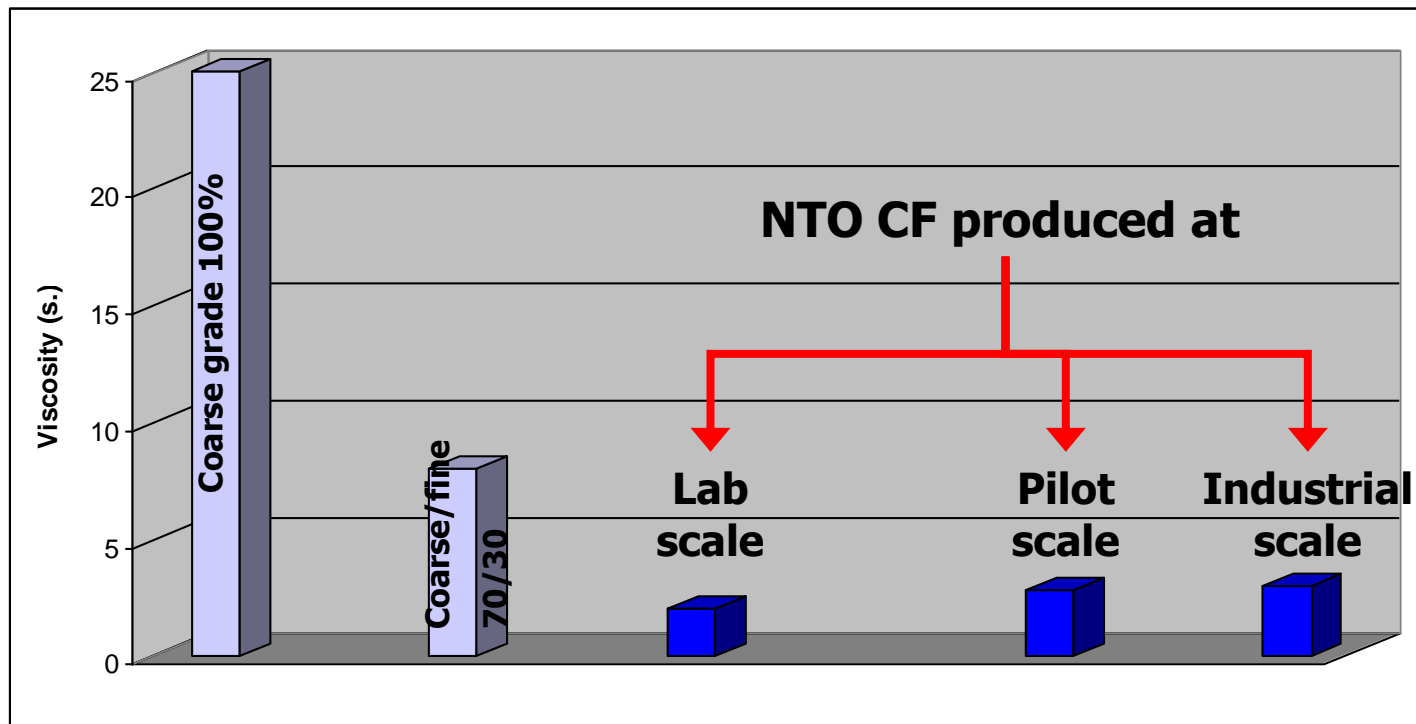 25
20
15
10
5
0
Viscosity (s.)
Coarse grade 100%
Coarse/fine
70/30
NTO CF produced at
Lab
scale
Pilot
scale
Industrial
scale